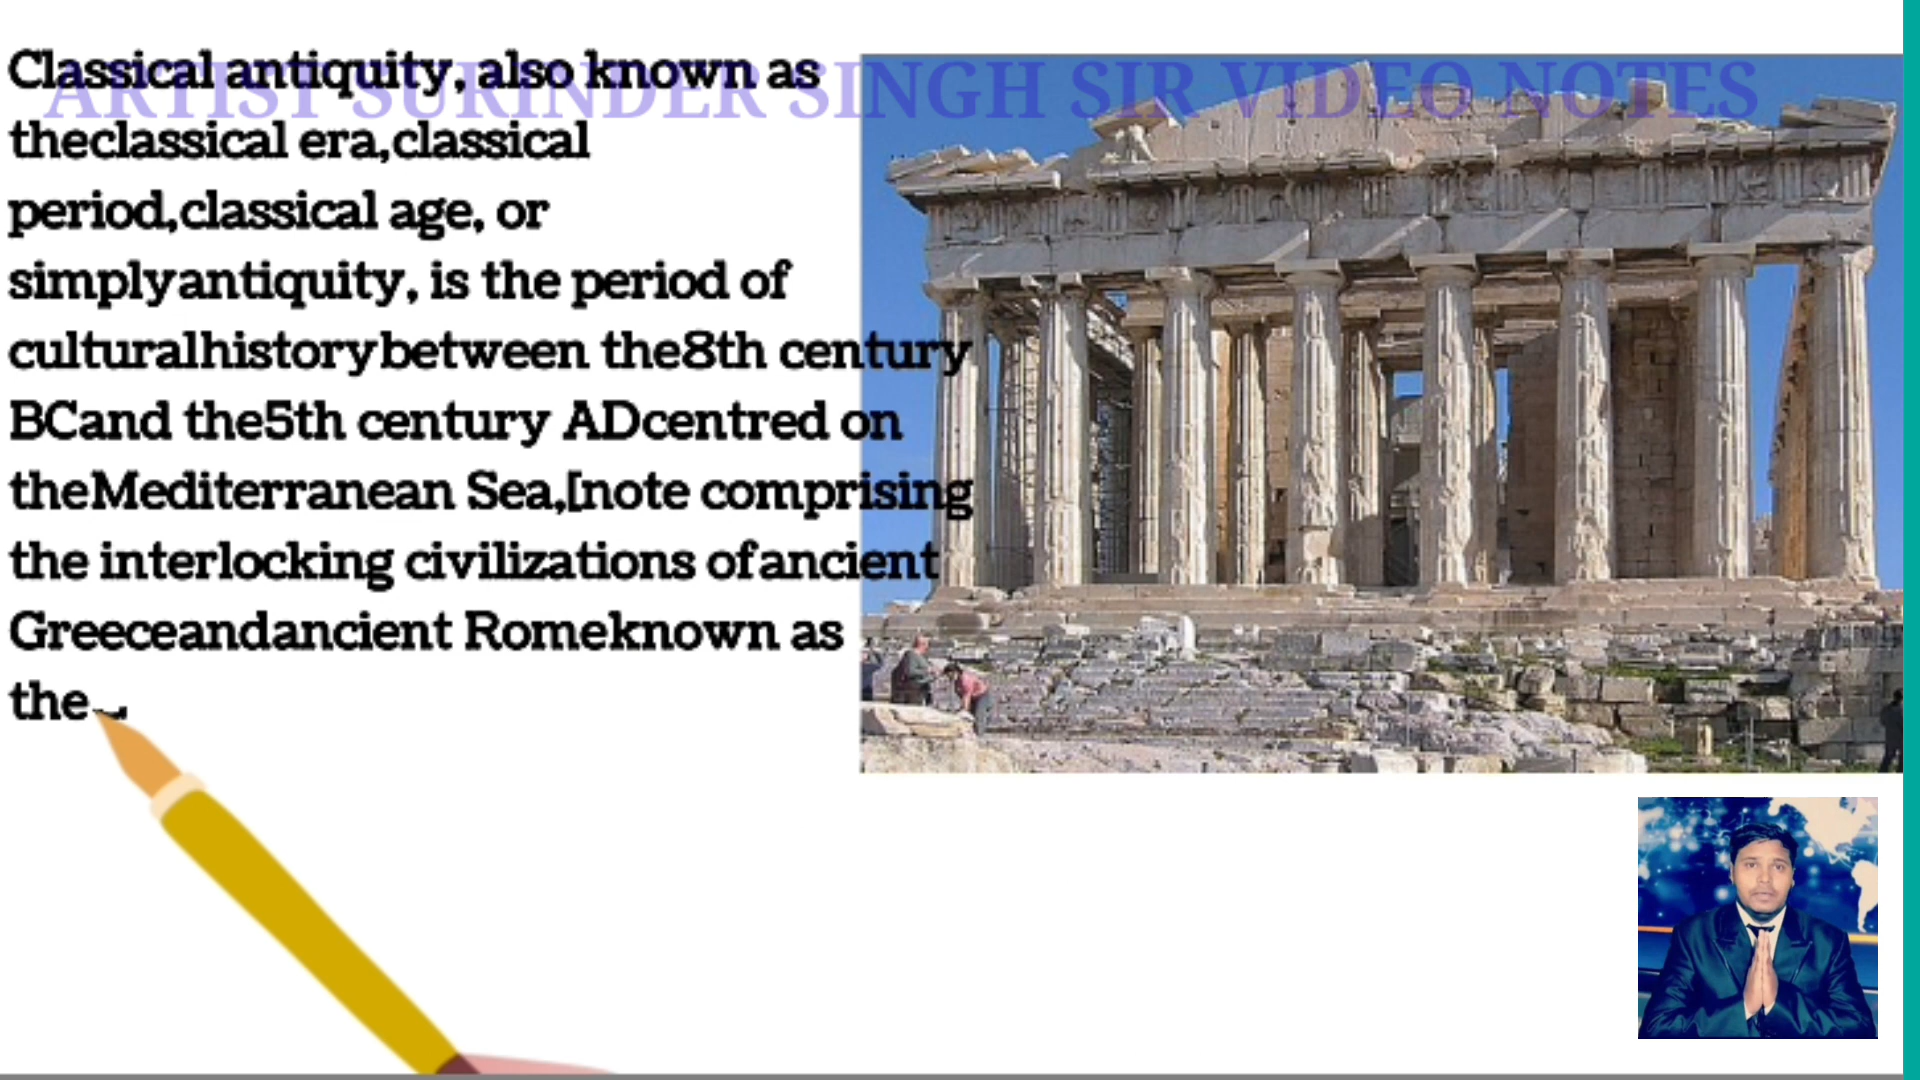 ARTIST SURINDER SINGH SIR VIDEO NOTES
Classical antiquity, also known as
theclassical era,classical
period,classical age, or
simplyantiquity, is the period of
culturalhistorybetween the8th century
BCand the5th century ADcentred on
theMediterranean Sea,[note comprising
the interlocking civilizations ofancient
Greeceandancient Romeknown as
the